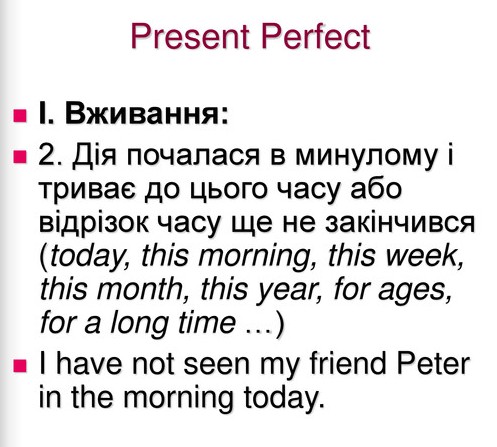 Present Perfect
І. Вживання:
2. Дія почалася в минулому і
триває до цього часу або
відрізок часу ще не закінчився
(today, this morning, this week,
this month, this year, for ages,
for a long time …)
I have not seen my friend Peter
in the morning today.